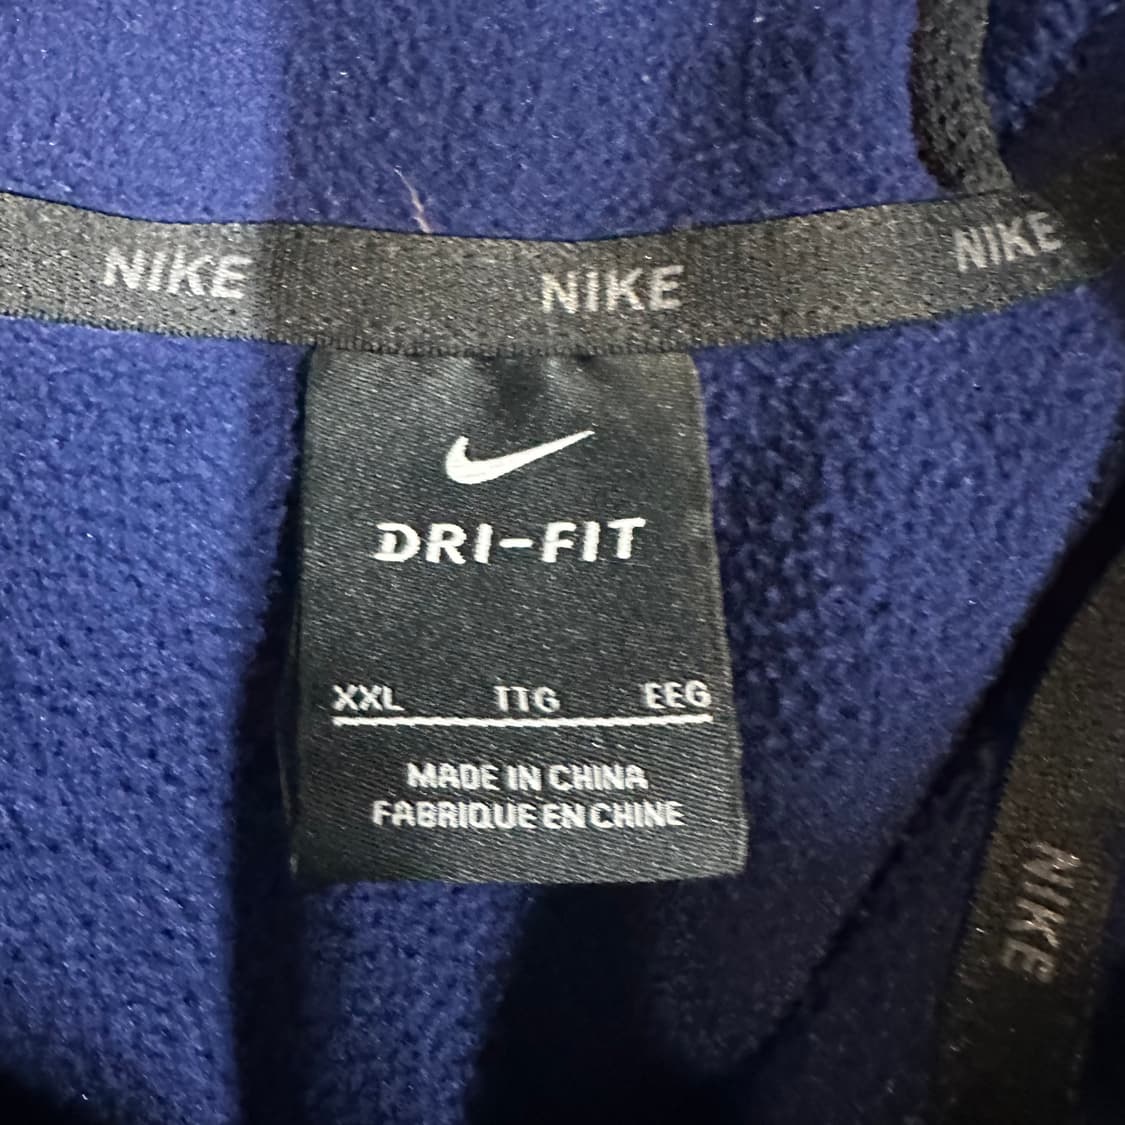 NIKE NIKE NIKE
DRI-FIT
XXL TTG EEG
MADE IN CHINA
FABRIQUE EN CHINE
NIKE